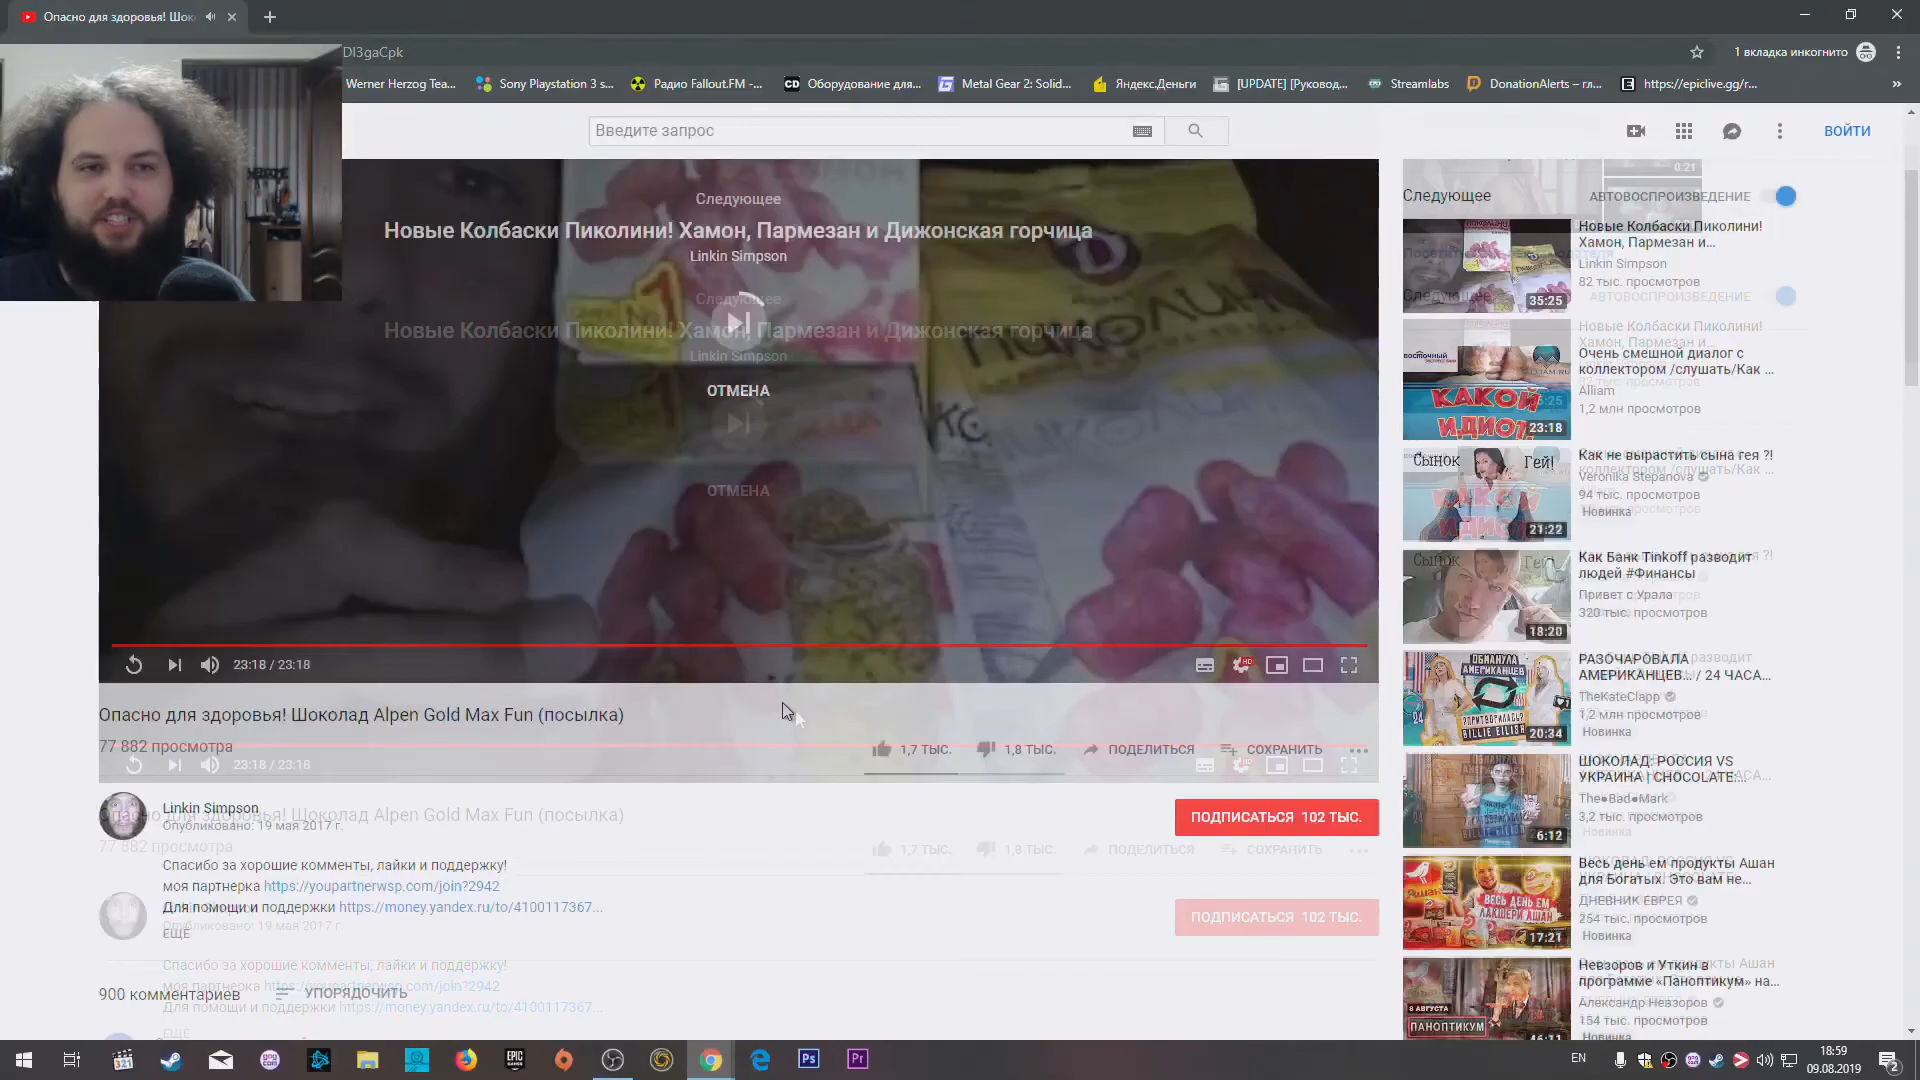 Опасно для здоровья! Шок
DI3gaCpk
1 вкладка инкогнито
Werner Herzog Tea...
Sony Playstation 3 s...
Радио Fallout.FM -...
Оборудование для...
Metal Gear 2: Solid...
Яндекс.Деньги
[UPDATE] [Руковод...
Streamlabs
DonationAlerts – гл...
https://epiclive.gg/r...
Введите запрос
ВОЙТИ
Следующее
Новые Колбаски Пиколини! Хамон, Пармезан и Дижонская горчица
Linkin Simpson
Следующее
Новые Колбаски Пиколини! Хамон, Пармезан и Дижонская горчица
Linkin Simpson
ОТМЕНА
ОТМЕНА
23:18 / 23:18
Опасно для здоровья! Шоколад Alpen Gold Max Fun (посылка)
77 882 просмотра
1,7 ТЫС.
1,8 ТЫС.
ПОДЕЛИТЬСЯ
СОХРАНИТЬ
23:18 / 23:18
Linkin Simpson
Опубликовано: 19 мая 2017 г.
ПОДПИСАТЬСЯ 102 ТЫС.
Опасно для здоровья! Шоколад Alpen Gold Max Fun (посылка)
77 882 просмотра
1,7 ТЫС.
1,8 ТЫС.
ПОДЕЛИТЬСЯ
СОХРАНИТЬ
Спасибо за хорошие комменты, лайки и поддержку!
моя партнерка https://youpartnerwsp.com/join?2942
Для помощи и поддержки https://money.yandex.ru/to/4100117367...
Опубликовано: 19 мая 2017 г.
ЕЩЁ
ПОДПИСАТЬСЯ 102 ТЫС.
Спасибо за хорошие комменты, лайки и поддержку!
моя партнерка https://youpartnerwsp.com/join?2942
Для помощи и поддержки https://money.yandex.ru/to/4100117367...
ЕЩЁ
900 комментариев
УПОРЯДОЧИТЬ
0:21
Следующее
АВТОВОСПРОИЗВЕДЕНИЕ
Новые Колбаски Пиколини!
Хамон, Пармезан и...
Linkin Simpson
82 тыс. просмотров
35:25
Следующее
АВТОВОСПРОИЗВЕДЕНИЕ
Новые Колбаски Пиколини!
Хамон, Пармезан и...
Очень смешной диалог с
коллектором /слушать/Как ...
Alliam
1,2 млн просмотров
КАКОЙ
ИДИОТ!
23:18
Как не вырастить сына гея ?!
Veronika Stepanova
94 тыс. просмотров
Новинка
Сынок
Гей!
21:22
Как Банк Tinkoff разводит
людей #Финансы
Привет с Урала
320 тыс. просмотров
18:20
РАЗОЧАРОВАЛА
АМЕРИКАНЦЕВ... / 24 ЧАСА...
TheKateClapp
1,2 млн просмотров
Новинка
ОБМАНУЛА
АМЕРИКАНЦЕВ
?ПРИТВОРИЛАСЬ?
BILLIE EILISH
20:34
ШОКОЛАД: РОССИЯ VS
УКРАИНА | CHOCOLATE:...
The●Bad●Mark
3,2 тыс. просмотров
6:12
Весь день ем продукты Ашан
для Богатых. Это вам не...
ДНЕВНИК ЕВРЕЯ
254 тыс. просмотров
Новинка
ВЕСЬ ДЕНЬ ЕМ
ЛАКШЕРИ АШАН
17:21
Невзоров и Уткин в
программе «Паноптикум» на...
Александр Невзоров
154 тыс. просмотров
Новинка
8 АВГУСТА
ПАНОПТИКУМ
46:11
EN
18:59
09.08.2019